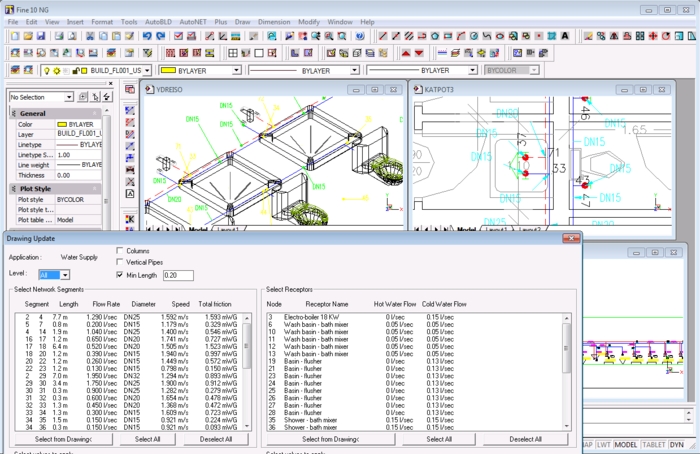 Fine 10 NG
File Edit View Insert Format Tools AutoBLD AutoNET Plus Draw Dimension Modify Window Help
BUILD_FL001_US BYLAYER BYLAYER BYLAYER BYCOLOR
No Selection
General
Color BYLAYER
Layer BUILD_FL001_U
Linetype BYLAYE
Linetype S... 1.00
Line weight BYLAYE
Thickness 0.00
Plot Style
Plot style BYCOLOR
Plot style t...
Plot table ... Model
YDREISO
DN15
DN15
DN15
DN20
DN15
DN15
Model Layout1
KATPOT3
DN20
DN15
DN15
DN15
DN25
DN15
37
71
33
43
47
46
1.65
Model Layout1
Drawing Update
Application : Water Supply
Level : All
Columns
Vertical Pipes
Min Length 0.20
Select Network Segments
Segment Length Flow Rate Diameter Speed Total friction
2 4 7.7 m 1.290 l/sec DN25 1.592 m/s 1.593 mWG
5 7 0.8 m 0.200 l/sec DN15 1.179 m/s 0.329 mWG
4 14 1.9 m 1.040 l/sec DN25 1.400 m/s 0.546 mWG
16 17 1.2 m 0.650 l/sec DN20 1.741 m/s 0.727 mWG
17 18 6.4 m 0.520 l/sec DN20 1.505 m/s 1.523 mWG
18 20 1.2 m 0.390 l/sec DN15 1.940 m/s 0.997 mWG
20 22 1.2 m 0.260 l/sec DN15 1.449 m/s 0.572 mWG
22 23 1.2 m 0.130 l/sec DN15 0.798 m/s 0.150 mWG
2 29 7.0 m 1.950 l/sec DN32 1.294 m/s 0.893 mWG
29 30 3.4 m 1.750 l/sec DN25 1.900 m/s 0.912 mWG
30 31 0.3 m 0.900 l/sec DN25 1.282 m/s 0.279 mWG
31 32 0.3 m 0.600 l/sec DN20 1.654 m/s 0.478 mWG
32 33 1.3 m 0.450 l/sec DN20 1.368 m/s 0.472 mWG
33 34 1.3 m 0.300 l/sec DN15 1.609 m/s 0.723 mWG
34 35 1.5 m 0.150 l/sec DN15 0.921 m/s 0.224 mWG
34 36 0.3 m 0.150 l/sec DN15 0.921 m/s 0.093 mWG
Select from Drawing< Select All Deselect All
Select Receptors
Node Receptor Name Hot Water Flow Cold Water Flow
3 Electro-boiler 18 KW 0 l/sec 0.15 l/sec
6 Wash basin - bath mixer 0.05 l/sec 0.15 l/sec
10 Wash basin - bath mixer 0.05 l/sec 0.15 l/sec
11 Wash basin - bath mixer 0.05 l/sec 0.15 l/sec
12 Wash basin - bath mixer 0.05 l/sec 0.15 l/sec
13 Wash basin - bath mixer 0.05 l/sec 0.15 l/sec
19 Basin - flusher 0 l/sec 0.13 l/sec
21 Basin - flusher 0 l/sec 0.13 l/sec
23 Basin - flusher 0 l/sec 0.13 l/sec
24 Basin - flusher 0 l/sec 0.13 l/sec
25 Basin - flusher 0 l/sec 0.13 l/sec
26 Basin - flusher 0 l/sec 0.13 l/sec
27 Basin - flusher 0 l/sec 0.13 l/sec
28 Basin - flusher 0 l/sec 0.13 l/sec
35 Shower - bath mixer 0.15 l/sec 0.15 l/sec
36 Shower - bath mixer 0.15 l/sec 0.15 l/sec
Select from Drawing< Select All Deselect All
LWT MODEL TABLET DYN